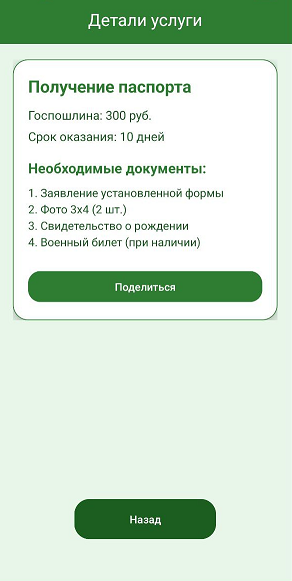 Детали услуги
Получение паспорта
Госпошлина: 300 руб.
Срок оказания: 10 дней
Необходимые документы:
1. Заявление установленной формы
2. Фото 3x4 (2 шт.)
3. Свидетельство о рождении
4. Военный билет (при наличии)
Поделиться
Назад